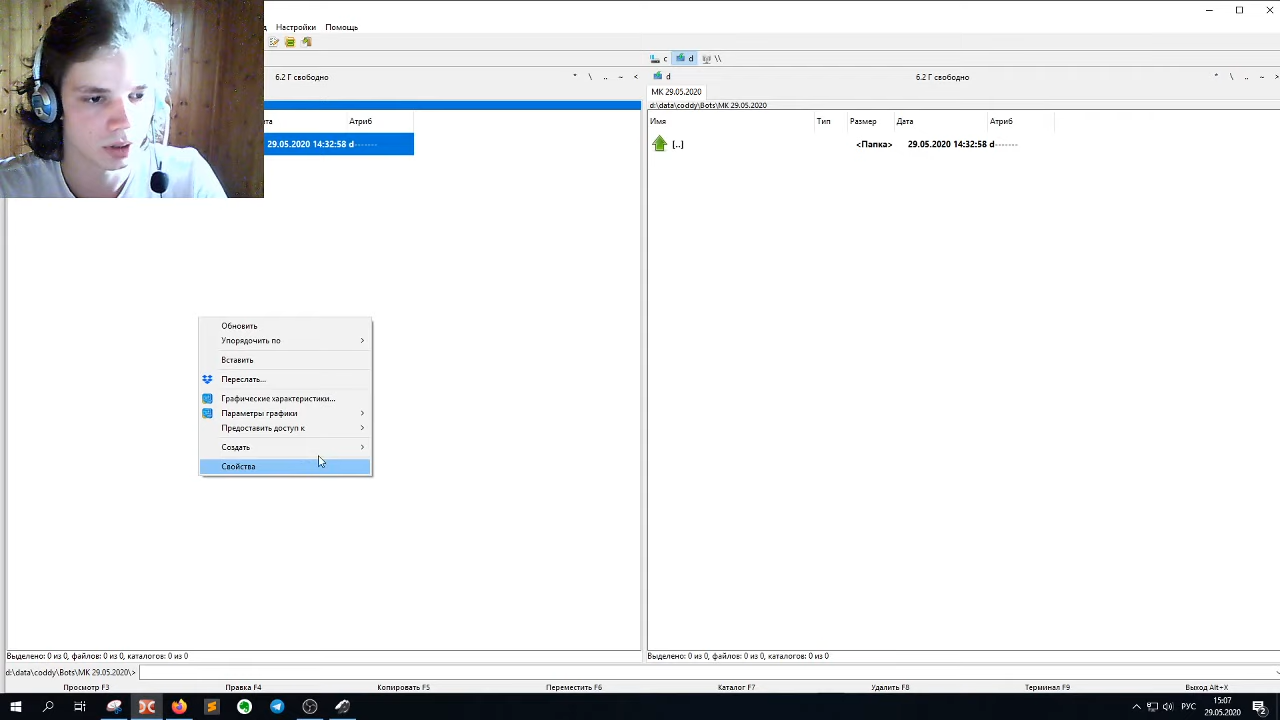 Настройки Помощь
c d \\
6.2 Г свободно * \ .. ~ <
d 6.2 Г свободно * \ .. ~
МК 29.05.2020
d:\data\coddy\Bots\МК 29.05.2020
Атриб
Имя Тип Размер Дата Атриб
29.05.2020 14:32:58 d-------
[..] <Папка> 29.05.2020 14:32:58 d-------
Обновить
Упорядочить по
Вставить
Переслать...
Графические характеристики...
Параметры графики
Предоставить доступ к
Создать
Свойства
Выделено: 0 из 0, файлов: 0 из 0, каталогов: 0 из 0
Выделено: 0 из 0, файлов: 0 из 0, каталогов: 0 из 0
d:\data\coddy\Bots\МК 29.05.2020\>
Просмотр F3 Правка F4 Копировать F5 Переместить F6 Каталог F7 Удалить F8 Терминал F9 Выход Alt+X
РУС
15:07
29.05.2020
2